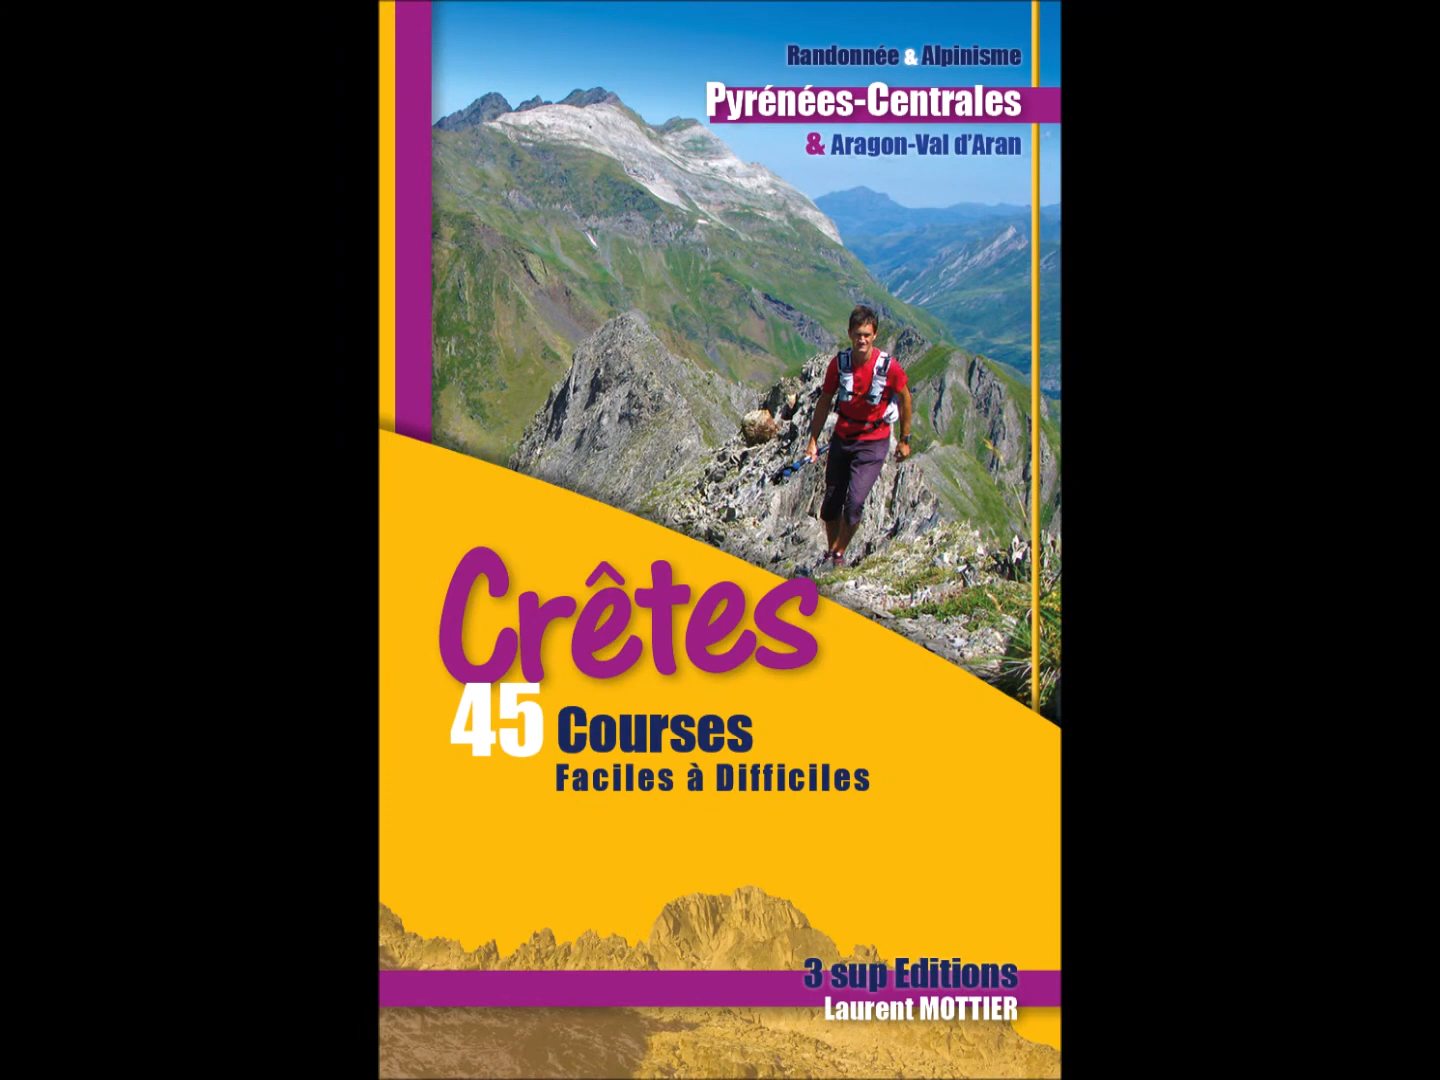 Randonnée & Alpinisme
Pyrénées-Centrales
& Aragon-Val d'Aran
Crêtes
45 Courses
Faciles à Difficiles
3 sup Editions
Laurent MOTTIER